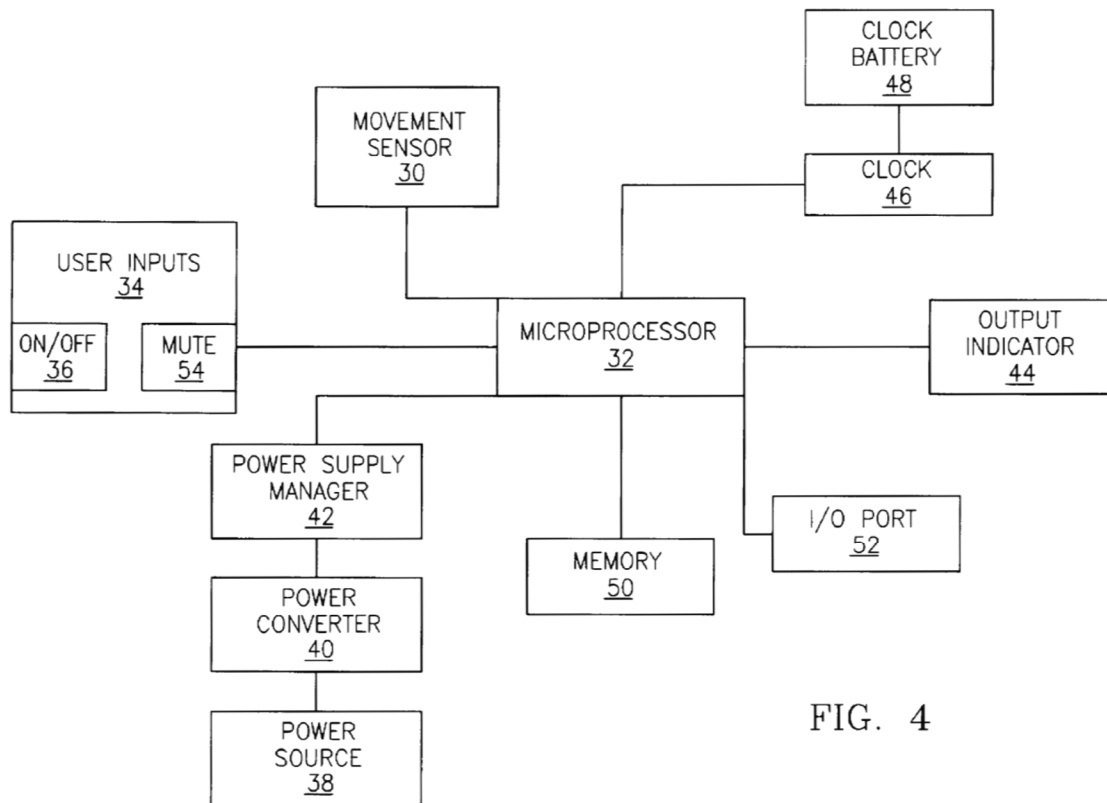 CLOCK
BATTERY
48
MOVEMENT
SENSOR
30
CLOCK
46
USER INPUTS
34
ON/OFF
36
MUTE
54
MICROPROCESSOR
32
OUTPUT
INDICATOR
44
POWER SUPPLY
MANAGER
42
I/O PORT
52
MEMORY
50
POWER
CONVERTER
40
POWER
SOURCE
38
FIG. 4